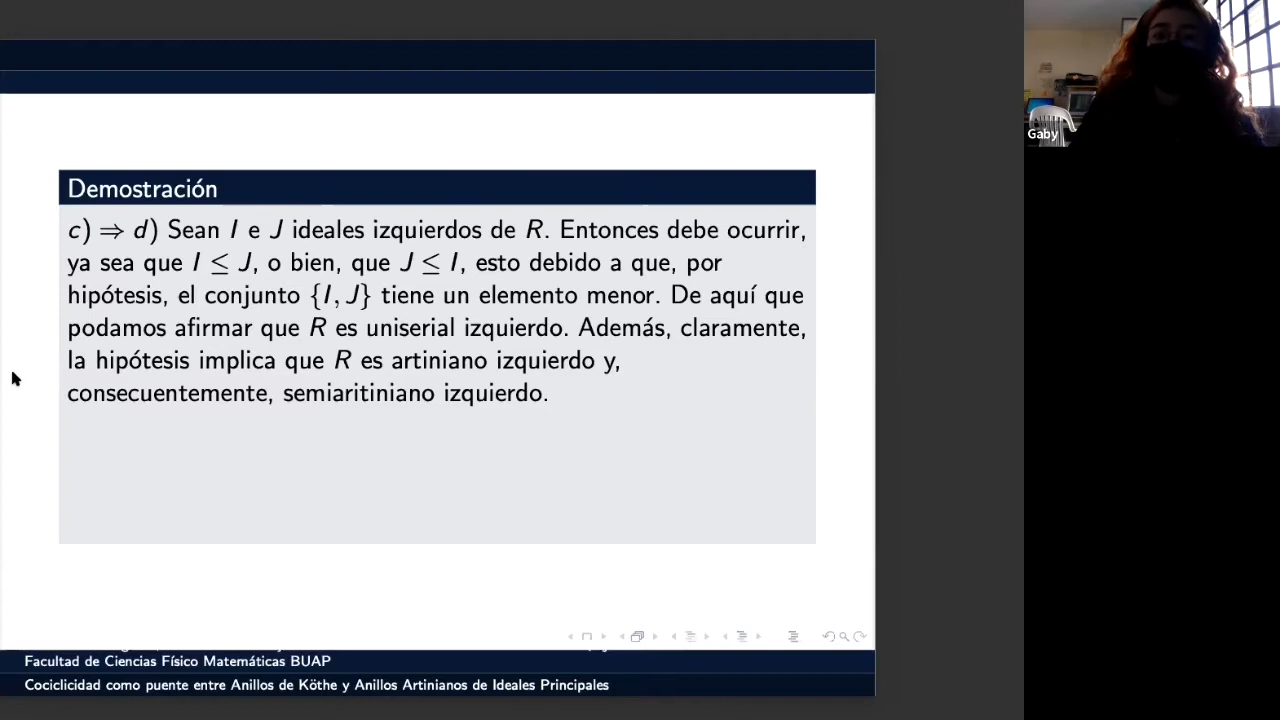 Demostración
c) ⇒ d) Sean I e J ideales izquierdos de R. Entonces debe ocurrir,
ya sea que I ≤ J, o bien, que J ≤ I, esto debido a que, por
hipótesis, el conjunto {I, J} tiene un elemento menor. De aquí que
podamos afirmar que R es uniserial izquierdo. Además, claramente,
la hipótesis implica que R es artiniano izquierdo y,
consecuentemente, semiaritiniano izquierdo.
Facultad de Ciencias Físico Matemáticas BUAP
Cociclicidad como puente entre Anillos de Köthe y Anillos Artinianos de Ideales Principales
Gaby